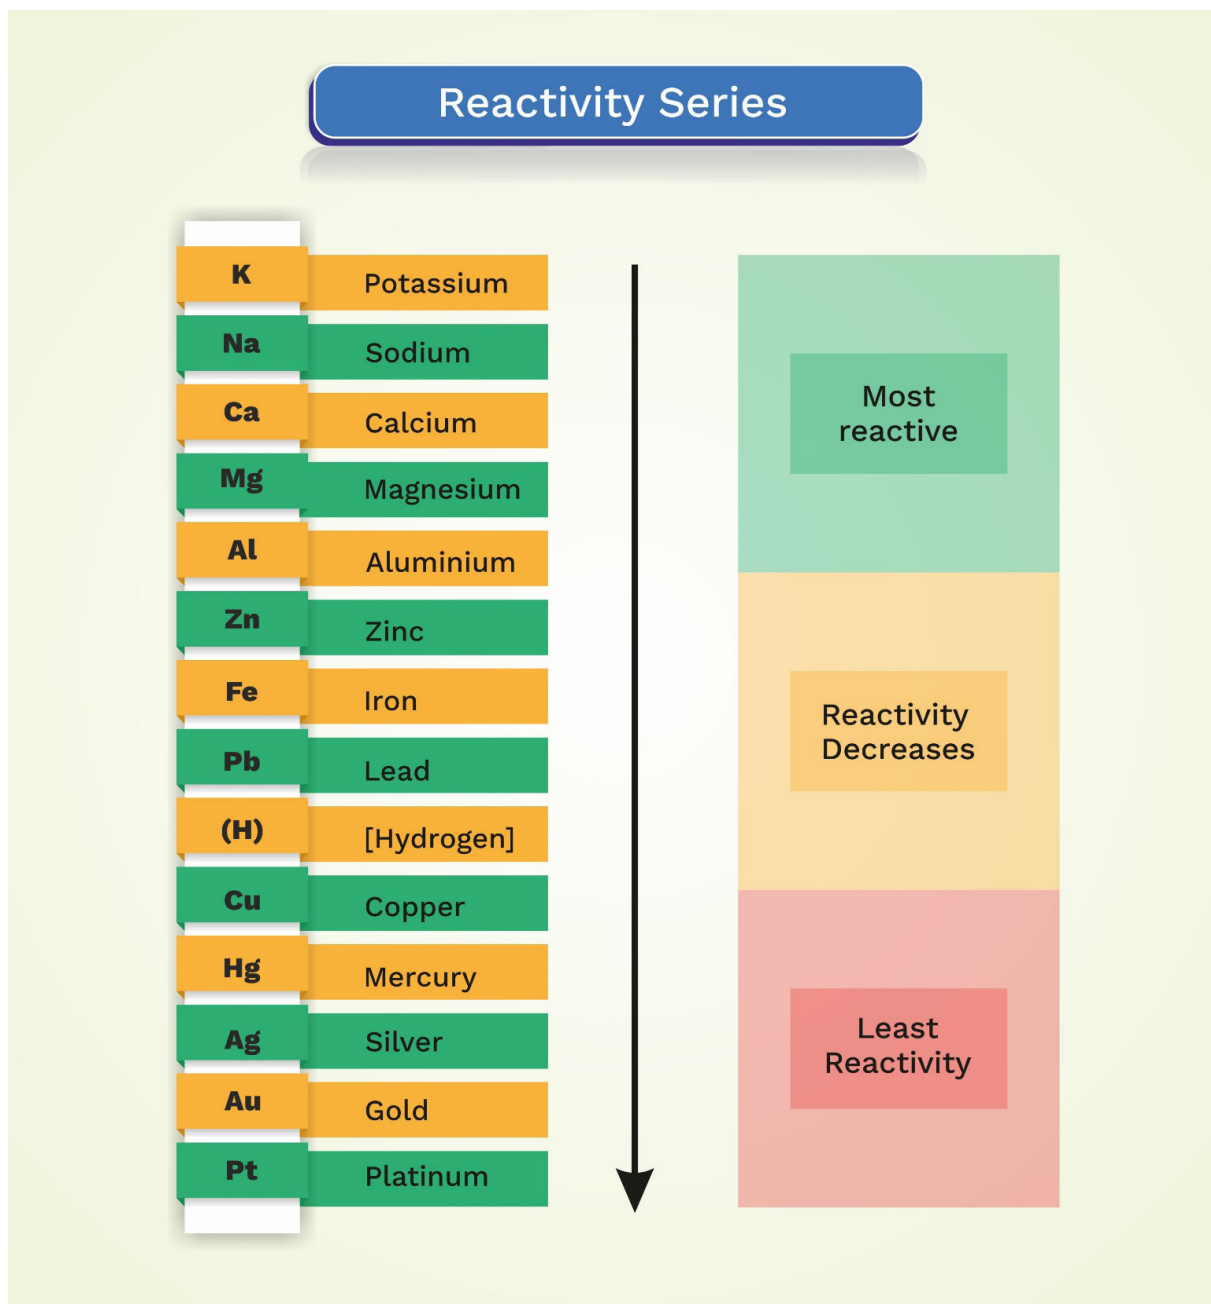 Reactivity Series
K Potassium
Na Sodium
Ca Calcium
Mg Magnesium
Al Aluminium
Zn Zinc
Fe Iron
Pb Lead
(H) [Hydrogen]
Cu Copper
Hg Mercury
Ag Silver
Au Gold
Pt Platinum
Most
reactive
Reactivity
Decreases
Least
Reactivity